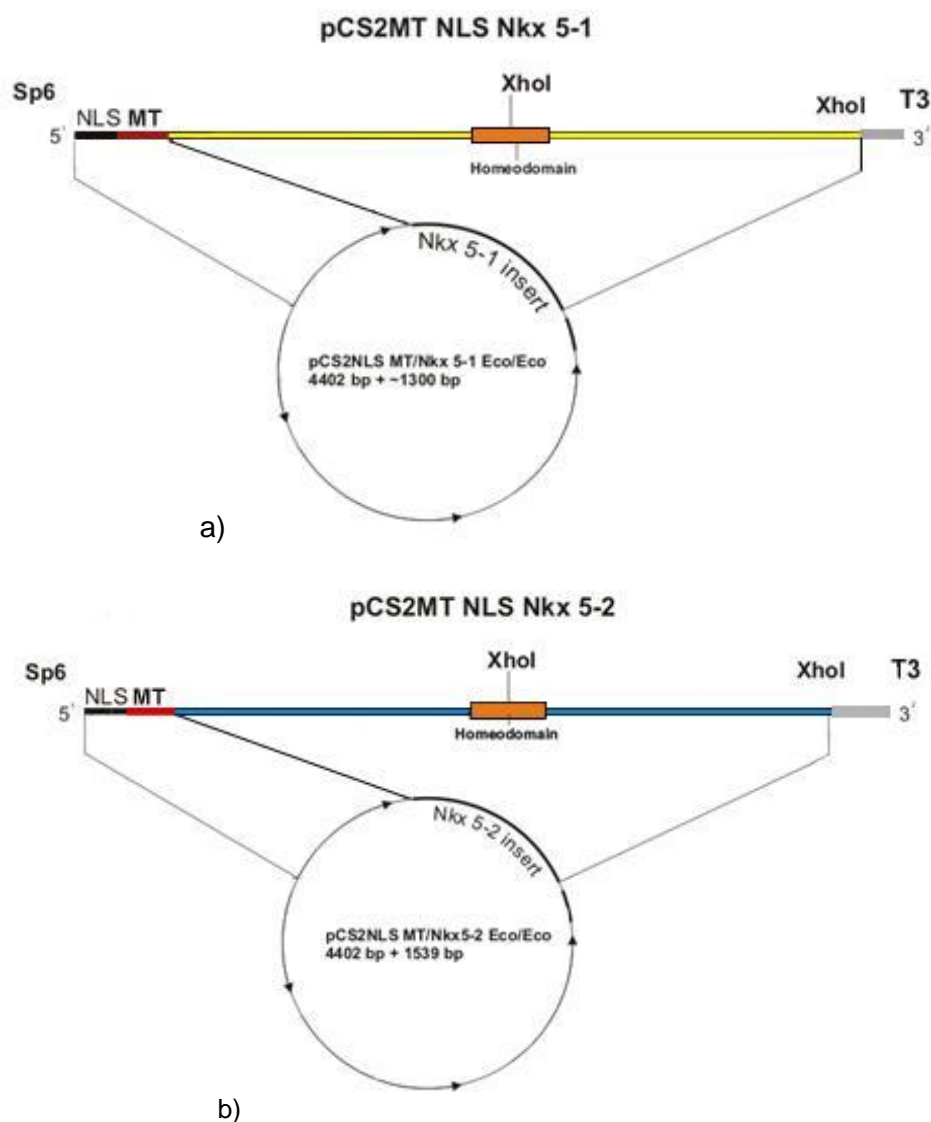 pCS2MT NLS Nkx 5-1
XhoI
Sp6 XhoI T3
NLS MT
5' 3'
Homeodomain
Nkx 5-1 insert
pCS2NLS MT/Nkx 5-1 Eco/Eco
4402 bp + ~1300 bp
a)
pCS2MT NLS Nkx 5-2
XhoI
Sp6 XhoI T3
NLS MT
5' 3'
Homeodomain
Nkx 5-2 insert
pCS2NLS MT/Nkx5-2 Eco/Eco
4402 bp + 1539 bp
b)